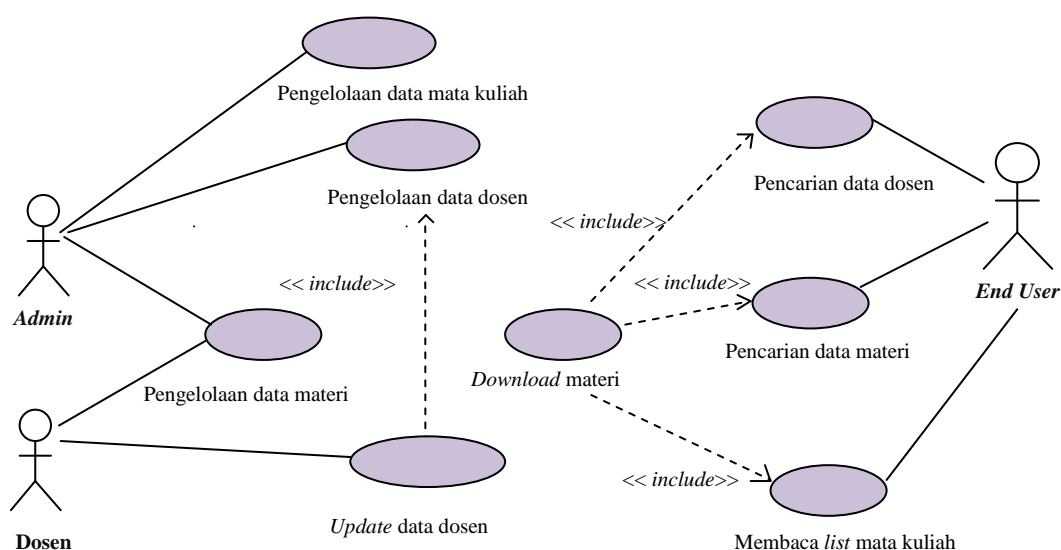 Pengelolaan data mata kuliah
Pengelolaan data dosen
Pencarian data dosen
<< include>>
<< include>>
<< include>>
Admin
End User
Pencarian data materi
Download materi
Pengelolaan data materi
<< include>>
Dosen
Update data dosen
Membaca list mata kuliah